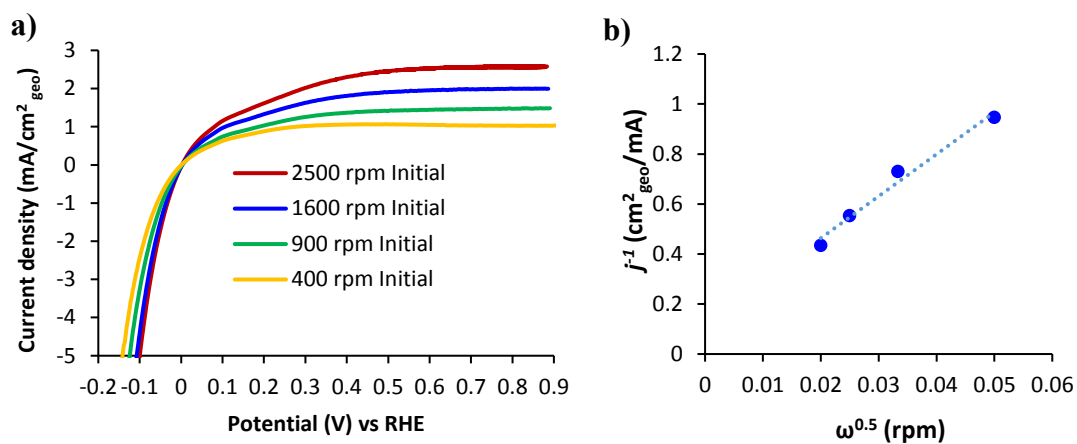 a)
Current density (mA/cm²geo)
3
2
1
0
-1
-2
-3
-4
-5
2500 rpm Initial
1600 rpm Initial
900 rpm Initial
400 rpm Initial
-0.2 -0.1 0 0.1 0.2 0.3 0.4 0.5 0.6 0.7 0.8 0.9
Potential (V) vs RHE
b)
j⁻¹ (cm²geo/mA)
1.2
1
0.8
0.6
0.4
0.2
0
0 0.01 0.02 0.03 0.04 0.05 0.06
ω⁰·⁵ (rpm)